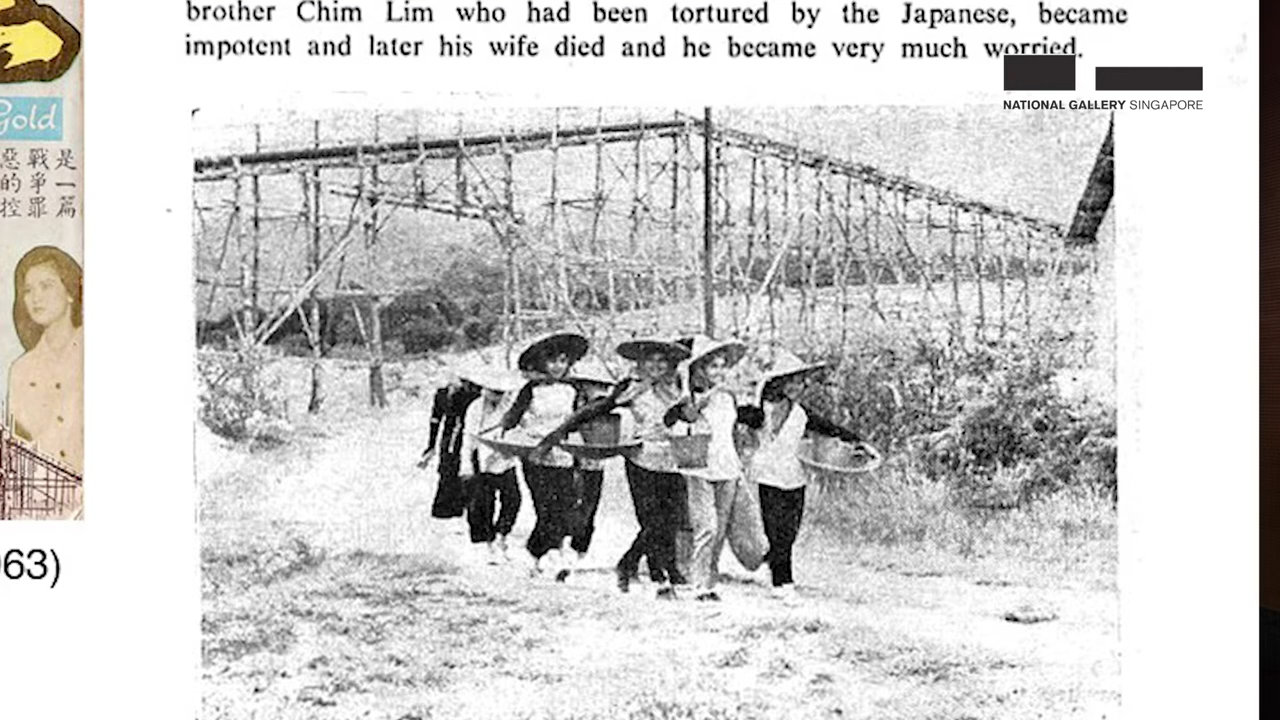 brother Chim Lim who had been tortured by the Japanese, became
impotent and later his wife died and he became very much worried.
NATIONAL GALLERY SINGAPORE
Gold
是一篇
戰爭罪
惡的控
63)